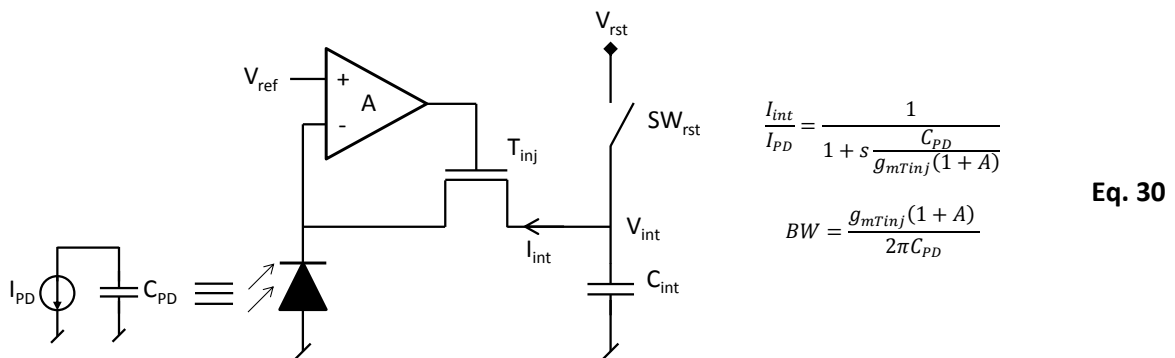 V_rst
V_ref
+
A
-
SW_rst
T_inj
V_int
I_int
C_int
I_PD
C_PD
I_int / I_PD = 1 / (1 + s C_PD / (g_mTinj(1 + A)))
BW = g_mTinj(1 + A) / (2πC_PD)
Eq. 30